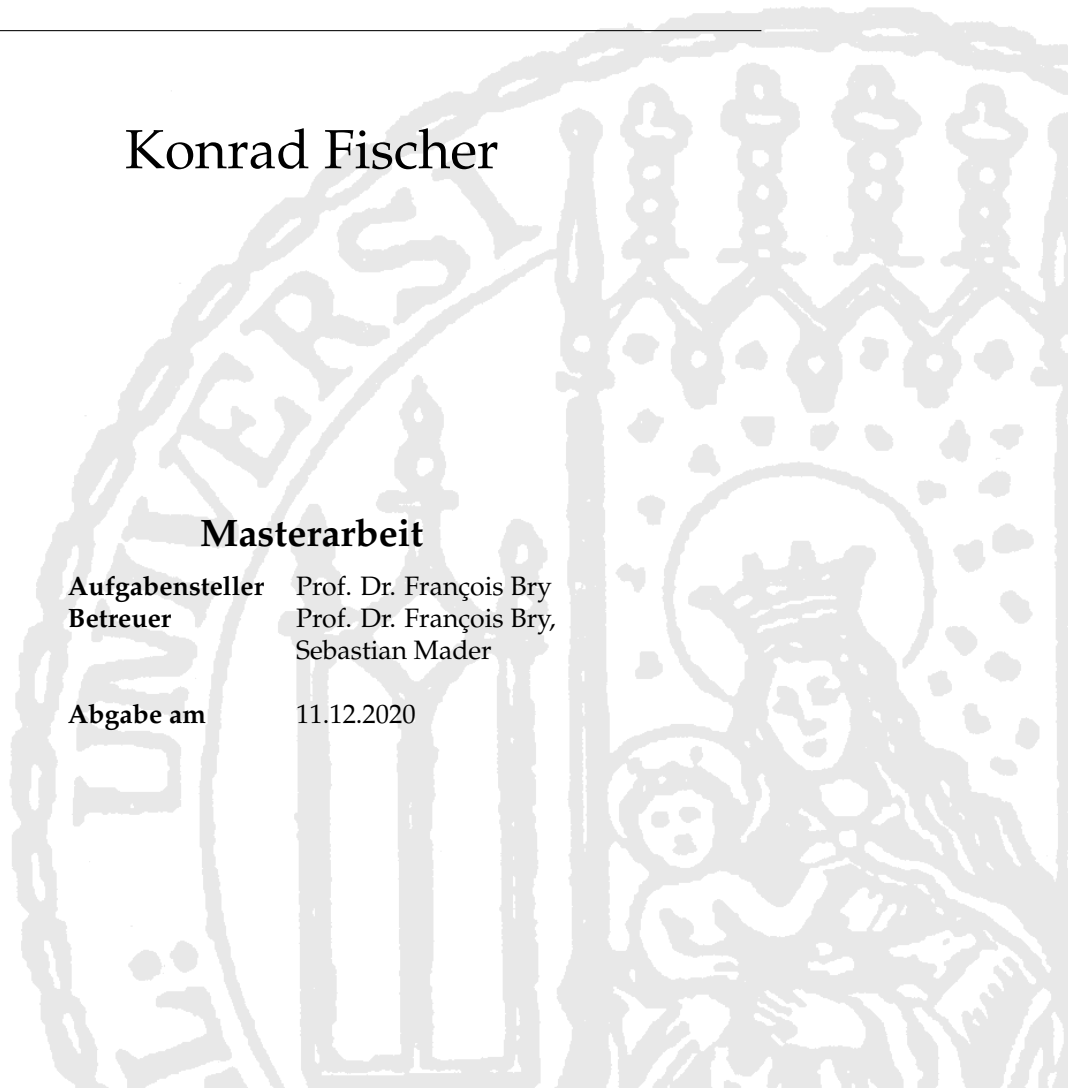 Konrad Fischer
Masterarbeit
Aufgabensteller Prof. Dr. François Bry
Betreuer Prof. Dr. François Bry,
Sebastian Mader
Abgabe am 11.12.2020
UNIVERSI